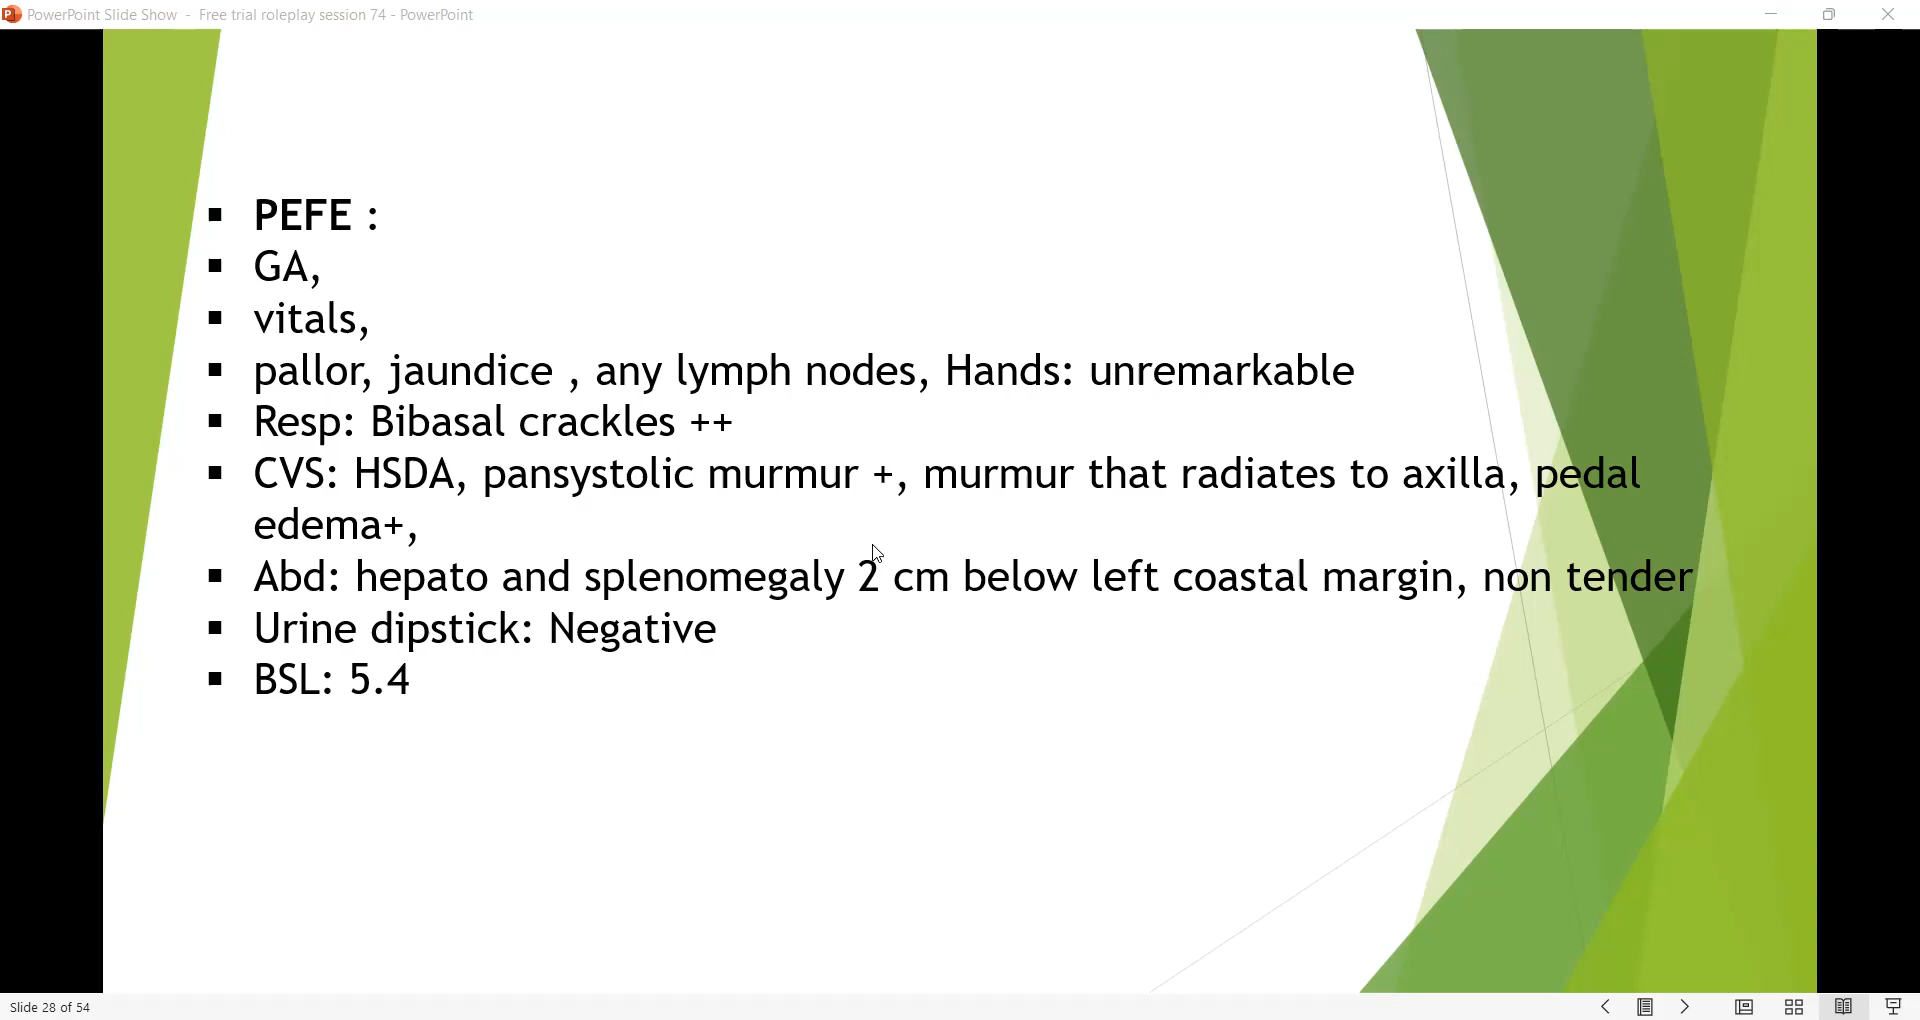 PowerPoint Slide Show - Free trial roleplay session 74 - PowerPoint
▪ PEFE :
▪ GA,
▪ vitals,
▪ pallor, jaundice , any lymph nodes, Hands: unremarkable
▪ Resp: Bibasal crackles ++
▪ CVS: HSDA, pansystolic murmur +, murmur that radiates to axilla, pedal
edema+,
▪ Abd: hepato and splenomegaly 2 cm below left coastal margin, non tender
▪ Urine dipstick: Negative
▪ BSL: 5.4
Slide 28 of 54